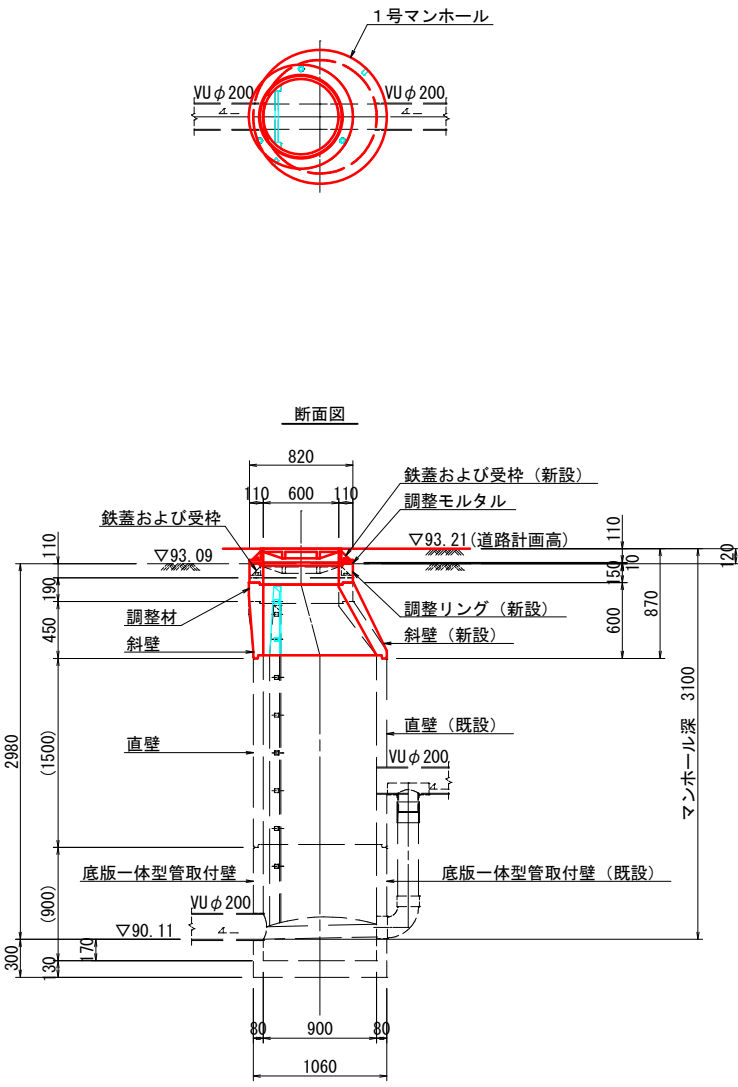 1号マンホール
VUφ200
VUφ200
断面図
820
110
600
110
鉄蓋および受枠（新設）
調整モルタル
鉄蓋および受枠
▽93.21(道路計画高)
▽93.09
110
190
450
110
10
150
600
870
120
調整材
調整リング（新設）
斜壁
斜壁（新設）
直壁
直壁（既設）
VUφ200
2980
(1500)
マンホール深 3100
底版一体型管取付壁
底版一体型管取付壁（既設）
(900)
VUφ200
▽90.11
300
130
170
80
900
80
1060